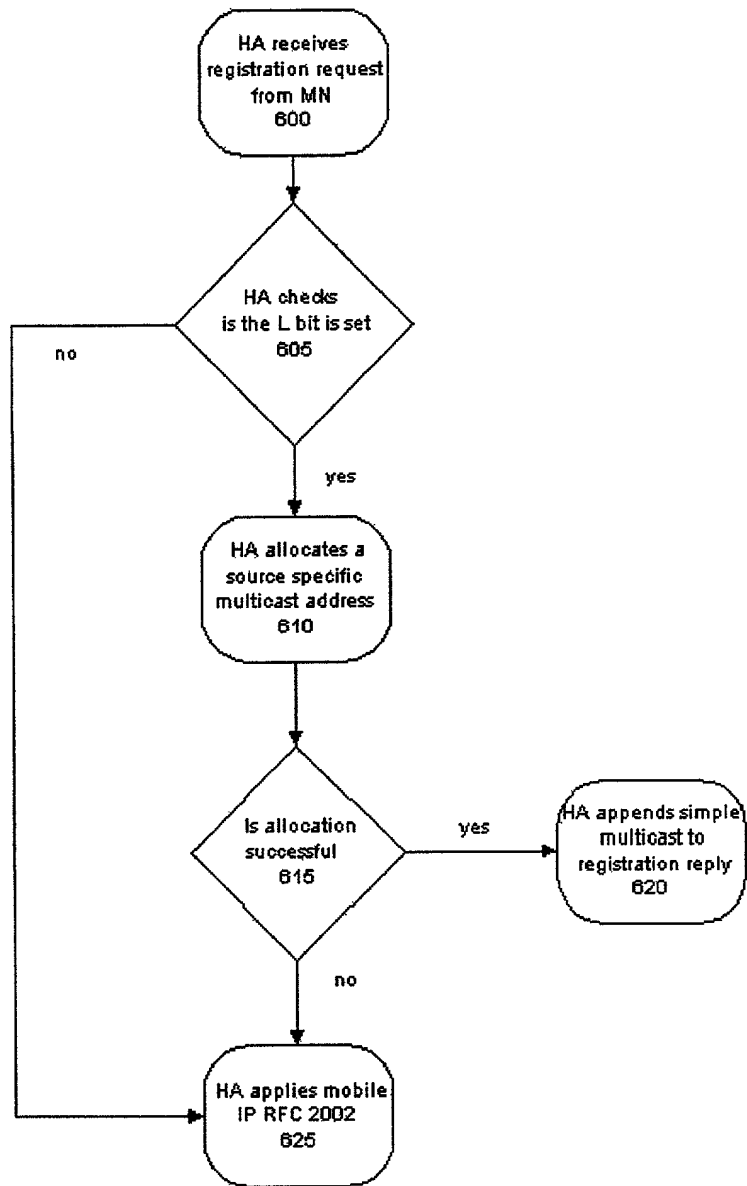 HA receives
registration request
from MN
600
HA checks
is the L bit is set
605
no
yes
HA allocates a
source specific
multicast address
610
Is allocation
successful
615
yes
HA appends simple
multicast to
registration reply
620
no
HA applies mobile
IP RFC 2002
625